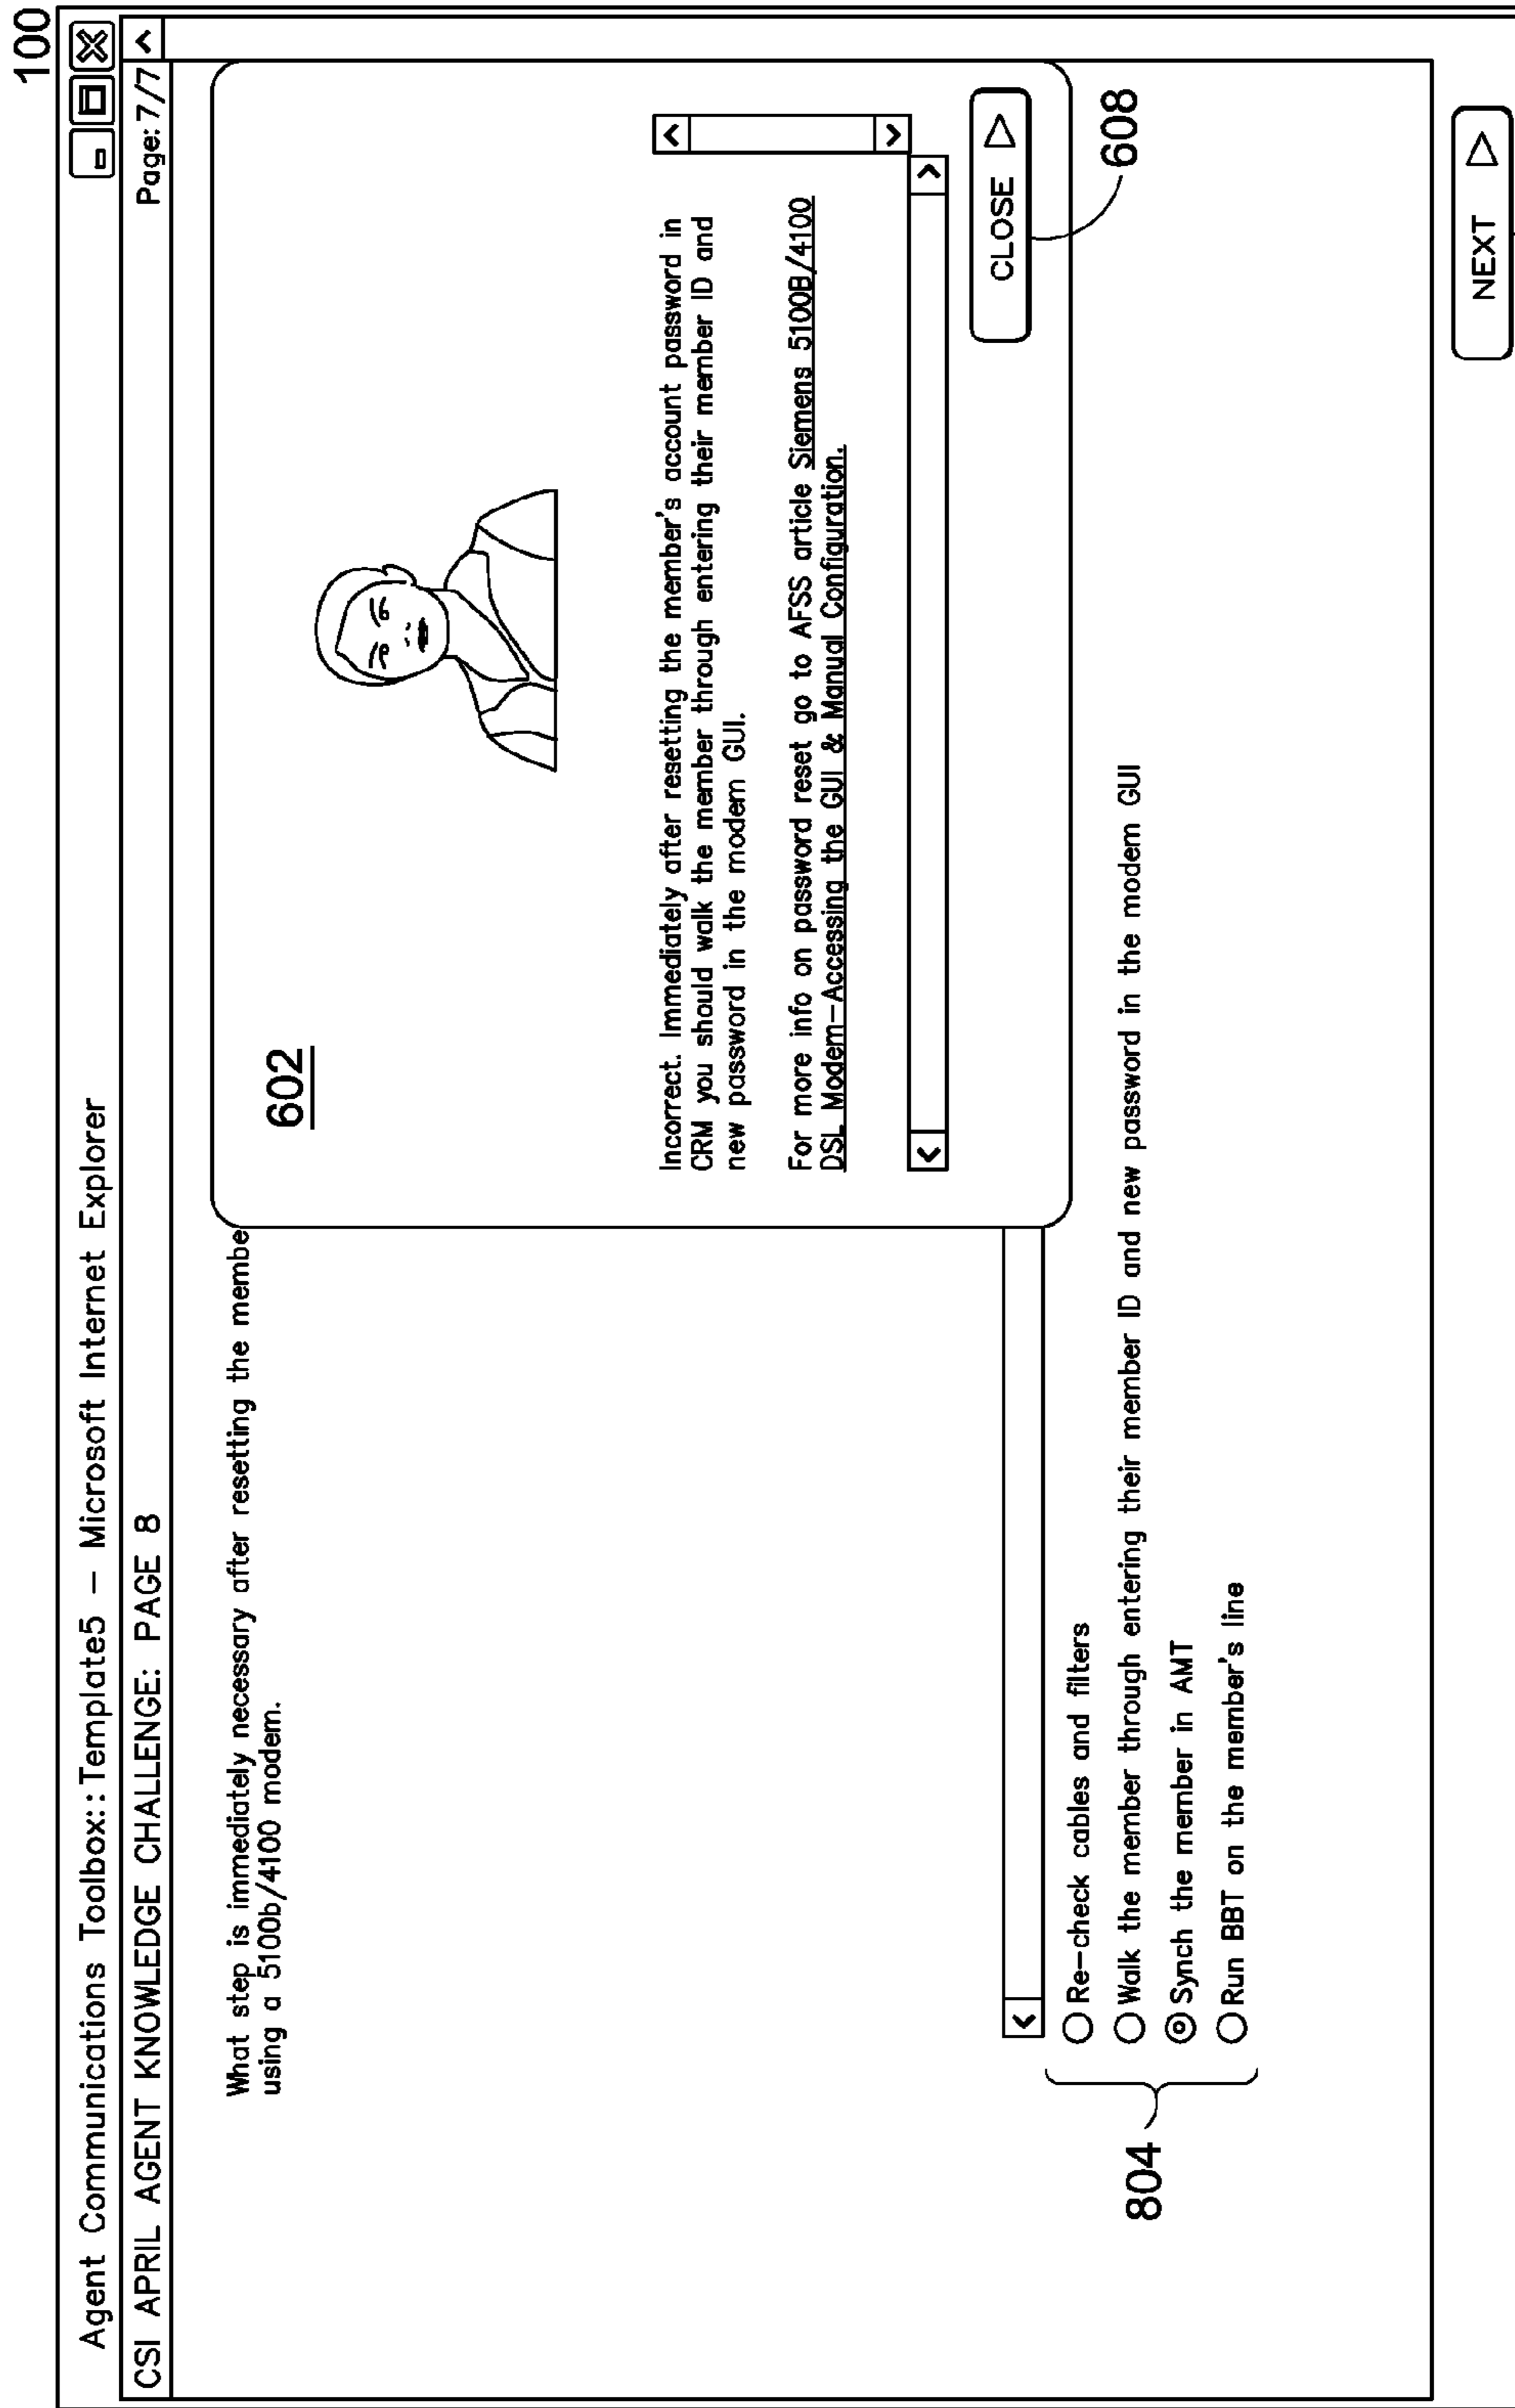 100
Agent Communications Toolbox::Template5 — Microsoft Internet Explorer
CSI APRIL AGENT KNOWLEDGE CHALLENGE: PAGE 8
Page:7/7
What step is immediately necessary after resetting the membe
using a 5100b/4100 modem.
602
Incorrect. Immediately after resetting the member's account password in
CRM you should walk the member through entering their member ID and
new password in the modem GUI.
For more info on password reset go to AFSS article Siemens 5100B/4100
DSL Modem-Accessing the GUI & Manual Configuration.
CLOSE ▷
608
804
Re-check cables and filters
Walk the member through entering their member ID and new password in the modem GUI
Synch the member in AMT
Run BBT on the member's line
NEXT ▷